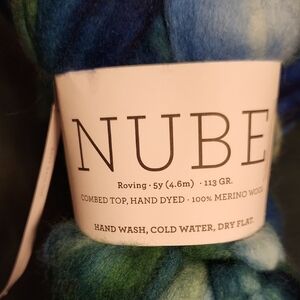 NUBE
Roving · 5y (4.6m) · 113 GR.
COMBED TOP, HAND DYED · 100% MERINO WOOL
HAND WASH, COLD WATER, DRY FLAT.